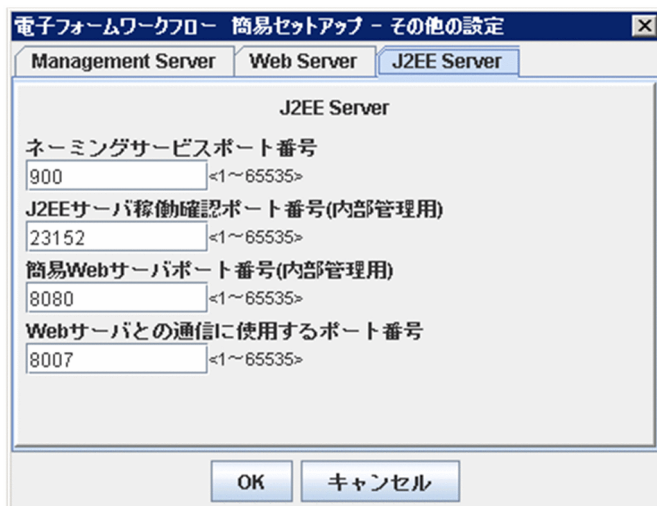 電子フォームワークフロー 簡易セットアップ - その他の設定
Management Server Web Server J2EE Server
J2EE Server
ネーミングサービスポート番号
900 <1～65535>
J2EEサーバ稼働確認ポート番号(内部管理用)
23152 <1～65535>
簡易Webサーバポート番号(内部管理用)
8080 <1～65535>
Webサーバとの通信に使用するポート番号
8007 <1～65535>
OK キャンセル